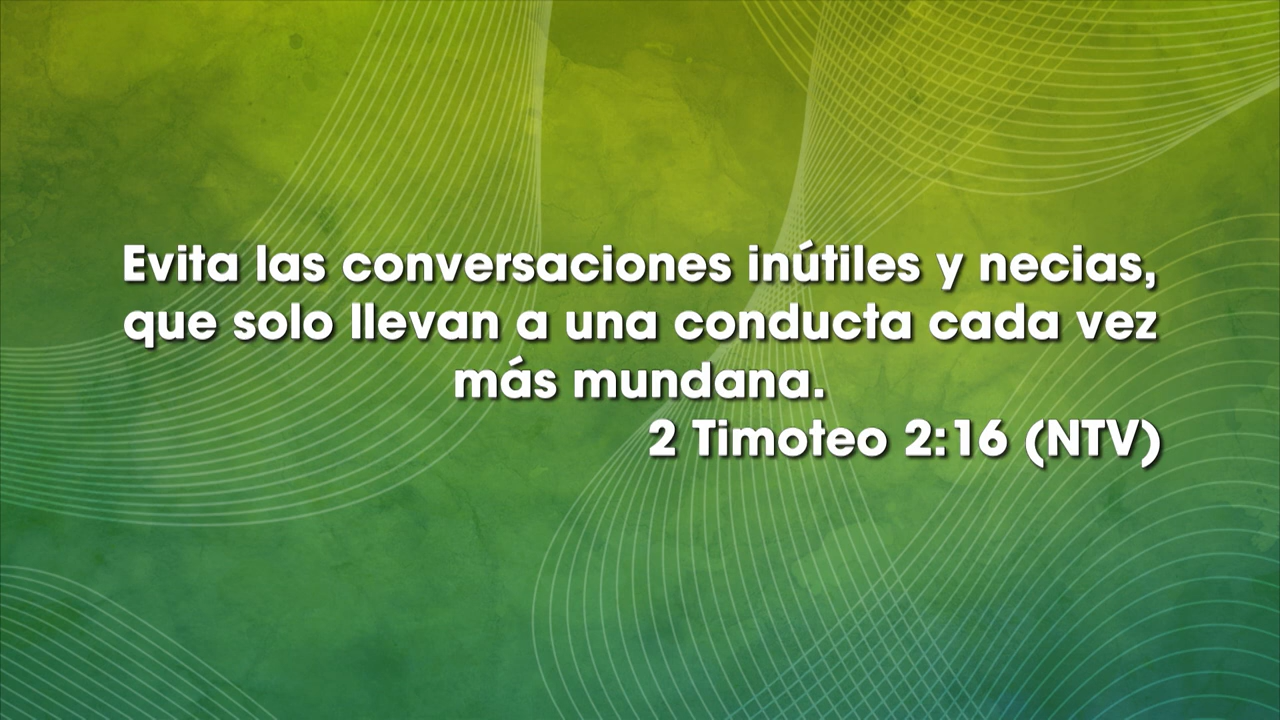 Evita las conversaciones inútiles y necias,
que solo llevan a una conducta cada vez
más mundana.
2 Timoteo 2:16 (NTV)